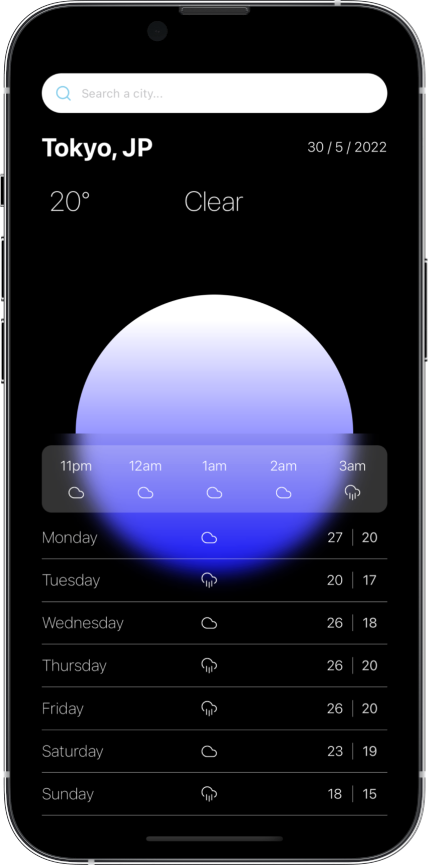 Search a city...
Tokyo, JP 30 / 5 / 2022
20° Clear
11pm 12am 1am 2am 3am
Monday 27 | 20
Tuesday 20 | 17
Wednesday 26 | 18
Thursday 26 | 20
Friday 26 | 20
Saturday 23 | 19
Sunday 18 | 15